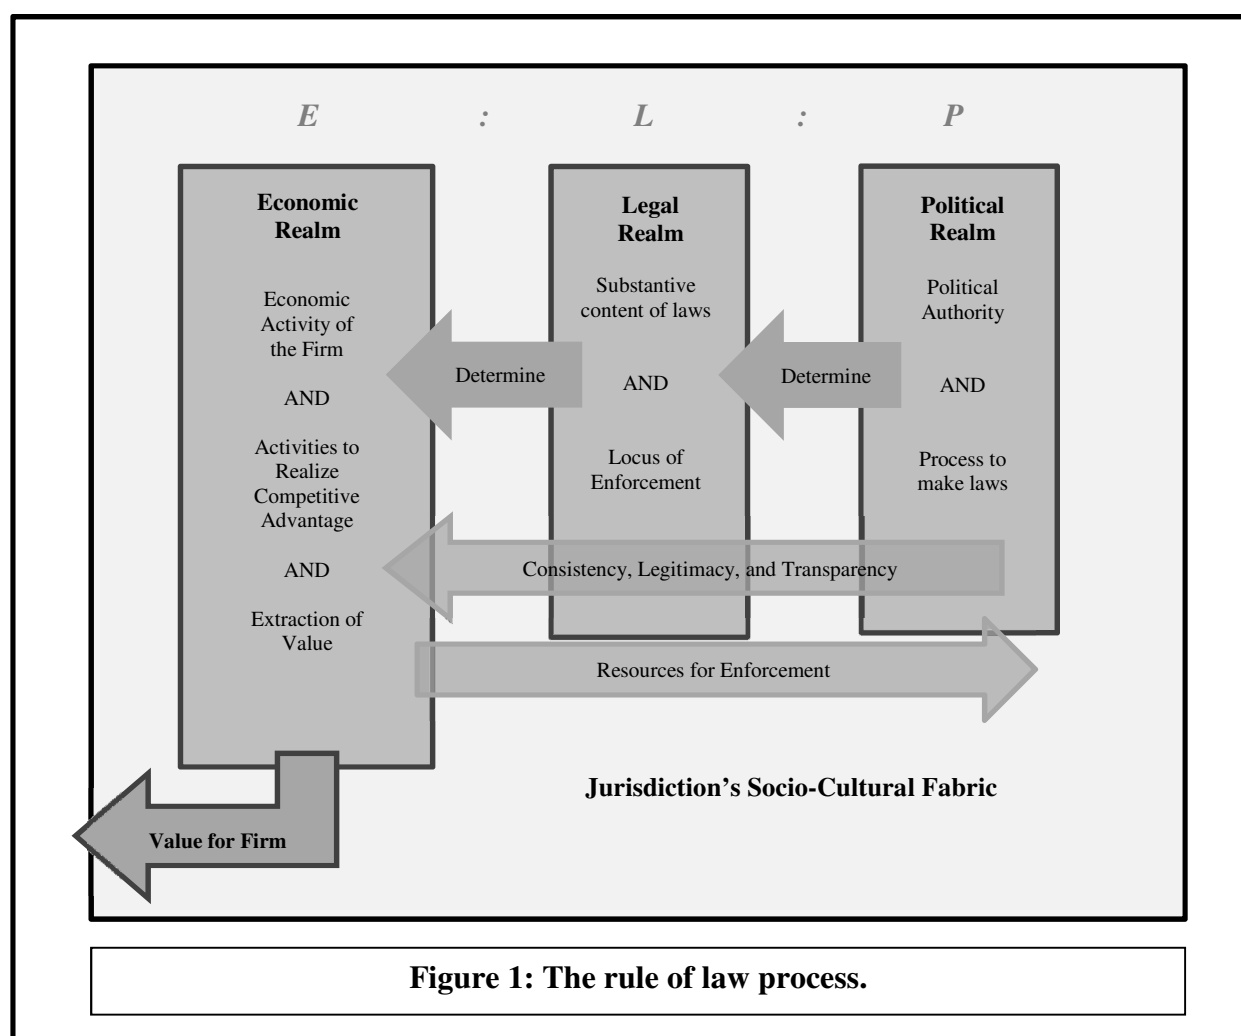 E : L : P
Economic
Realm
Economic
Activity of
the Firm
AND
Activities to
Realize
Competitive
Advantage
AND
Extraction of
Value
Determine
Legal
Realm
Substantive
content of laws
AND
Locus of
Enforcement
Determine
Political
Realm
Political
Authority
AND
Process to
make laws
Consistency, Legitimacy, and Transparency
Resources for Enforcement
Jurisdiction’s Socio-Cultural Fabric
Value for Firm
Figure 1: The rule of law process.